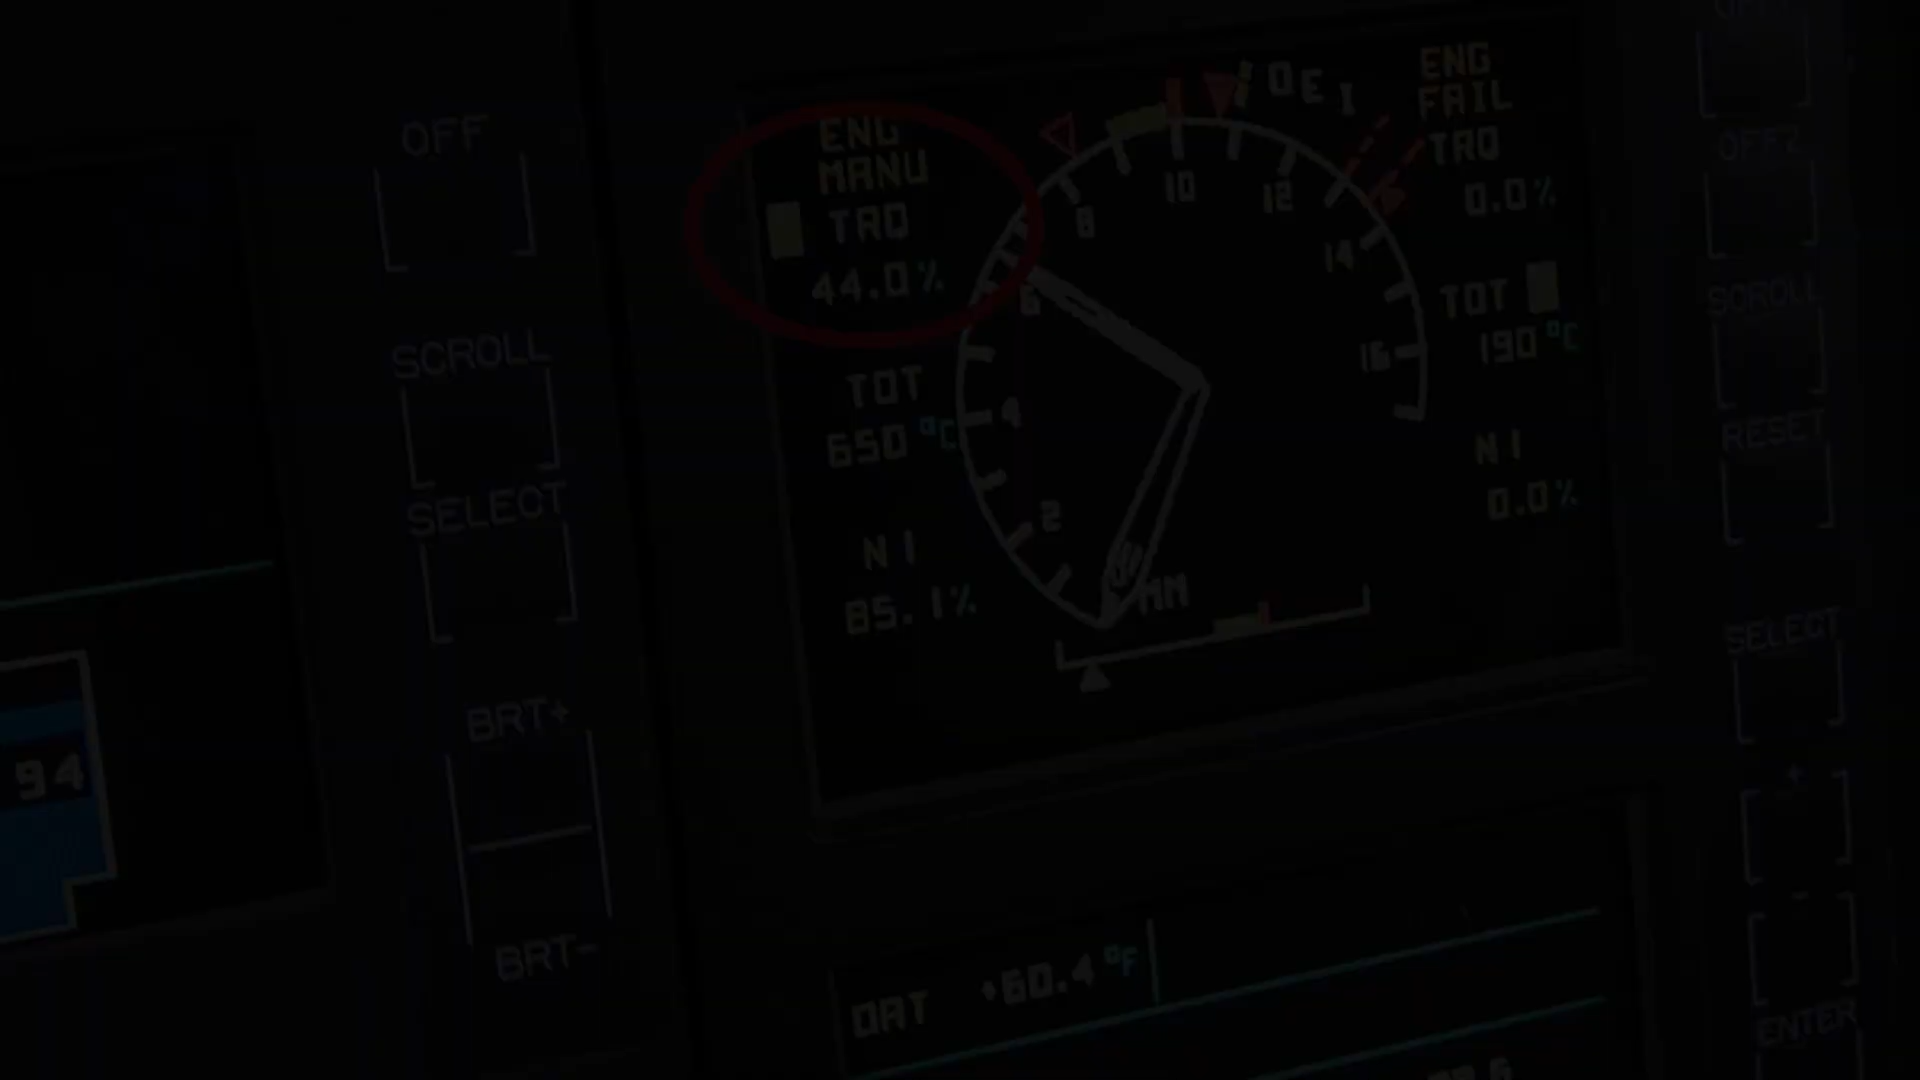 OFF
SCROLL
SELECT
BRT+
BRT-
94
ENG
MANU
TRQ
44.0%
TOT
650 °C
N1
85.1%
OEI
2
4
6
8
10
12
14
16
MM
ENG
FAIL
TRQ
0.0%
TOT
190 °C
N1
0.0%
OAT +60.4 °F
OFF2
SCROLL
RESET
SELECT
+
-
ENTER